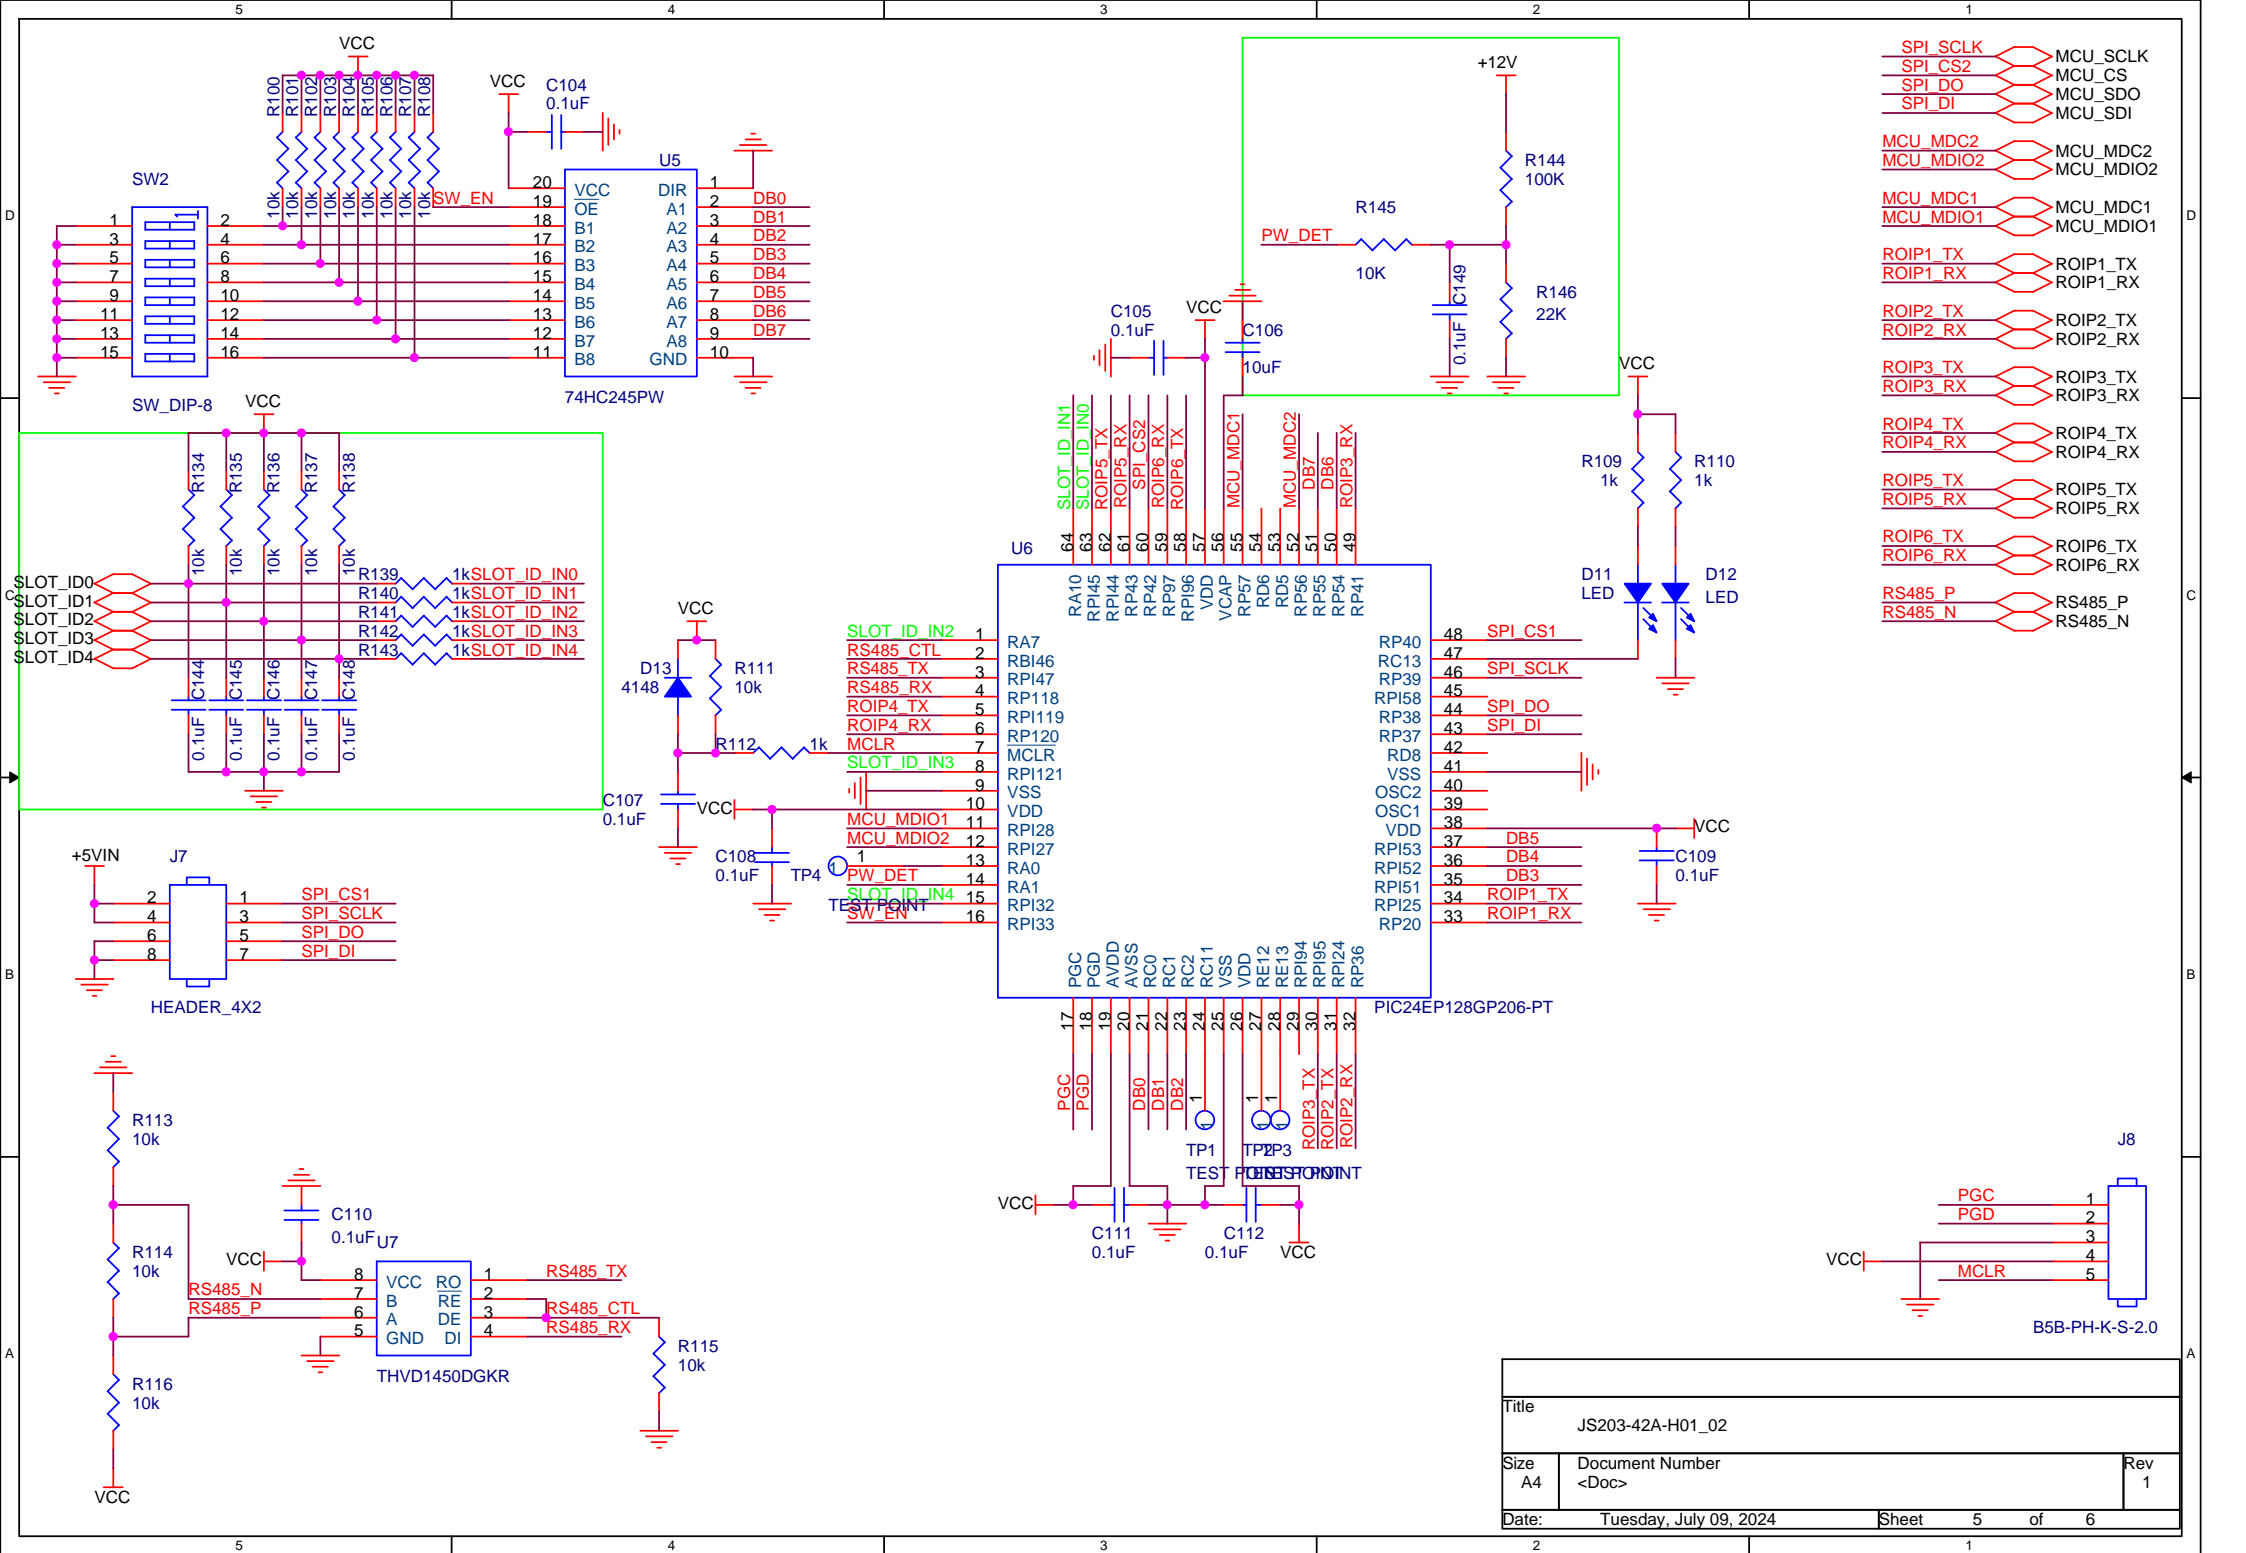 5 4 3 2 1
D
C
B
A
VCC
R100
R101
R102
R103
R104
R105
R106
R107
R108
10k
10k
10k
10k
10k
10k
10k
10k
10k
SW2
1 2
3 4
5 6
7 8
9 10
11 12
13 14
15 16
1
SW_DIP-8
VCC
C104
0.1uF
SW_EN
U5
20 VCC DIR 1
19 OE A1 2 DB0
18 B1 A2 3 DB1
17 B2 A3 4 DB2
16 B3 A4 5 DB3
15 B4 A5 6 DB4
14 B5 A6 7 DB5
13 B6 A7 8 DB6
12 B7 A8 9 DB7
11 B8 GND 10
74HC245PW
+12V
R144
100K
R145
10K
PW_DET
C149
0.1uF
R146
22K
SPI_SCLK MCU_SCLK
SPI_CS2 MCU_CS
SPI_DO MCU_SDO
SPI_DI MCU_SDI
MCU_MDC2 MCU_MDC2
MCU_MDIO2 MCU_MDIO2
MCU_MDC1 MCU_MDC1
MCU_MDIO1 MCU_MDIO1
ROIP1_TX ROIP1_TX
ROIP1_RX ROIP1_RX
ROIP2_TX ROIP2_TX
ROIP2_RX ROIP2_RX
ROIP3_TX ROIP3_TX
ROIP3_RX ROIP3_RX
ROIP4_TX ROIP4_TX
ROIP4_RX ROIP4_RX
ROIP5_TX ROIP5_TX
ROIP5_RX ROIP5_RX
ROIP6_TX ROIP6_TX
ROIP6_RX ROIP6_RX
RS485_P RS485_P
RS485_N RS485_N
VCC
R134
R135
R136
R137
R138
10k
10k
10k
10k
10k
SLOT_ID0 R139 1k SLOT_ID_IN0
SLOT_ID1 R140 1k SLOT_ID_IN1
SLOT_ID2 R141 1k SLOT_ID_IN2
SLOT_ID3 R142 1k SLOT_ID_IN3
SLOT_ID4 R143 1k SLOT_ID_IN4
C144
C145
C146
C147
C148
0.1uF
0.1uF
0.1uF
0.1uF
0.1uF
C105
0.1uF
VCC
C106
10uF
VCC
R109
1k
R110
1k
D11
LED
D12
LED
VCC
D13
4148
R111
10k
R112 1k
C107
0.1uF
VCC
C108
0.1uF
TP4 1 1
TEST POINT
U6
SLOT_ID_IN1 64 RA10
SLOT_ID_IN0 63 RPI45
ROIP5_TX 62 RPI44
ROIP5_RX 61 RP43
SPI_CS2 60 RP42
ROIP6_RX 59 RP97
ROIP6_TX 58 RPI96
57 VDD
56 VCAP
MCU_MDC1 55 RP57
54 RD6
53 RD5
MCU_MDC2 52 RP56
DB7 51 RP55
DB6 50 RP54
ROIP3_RX 49 RP41
SLOT_ID_IN2 1 RA7
RS485_CTL 2 RBI46
RS485_TX 3 RPI47
RS485_RX 4 RP118
ROIP4_TX 5 RPI119
ROIP4_RX 6 RP120
MCLR 7 MCLR
SLOT_ID_IN3 8 RPI121
9 VSS
10 VDD
MCU_MDIO1 11 RPI28
MCU_MDIO2 12 RPI27
13 RA0
PW_DET 14 RA1
SLOT_ID_IN4 15 RPI32
SW_EN 16 RPI33
RP40 48 SPI_CS1
RC13 47
RP39 46 SPI_SCLK
RPI58 45
RP38 44 SPI_DO
RP37 43 SPI_DI
RD8 42
VSS 41
OSC2 40
OSC1 39
VDD 38 VCC
RPI53 37 DB5
RPI52 36 DB4
RPI51 35 DB3
RPI25 34 ROIP1_TX
RP20 33 ROIP1_RX
C109
0.1uF
PGC 17 PGC
PGD 18 PGD
AVDD 19
AVSS 20
RC0 21 DB0
RC1 22 DB1
RC2 23 DB2
RC11 24
VSS 25
VDD 26
RE12 27
RE13 28
RPI94 29
RPI95 30 ROIP3_TX
RPI24 31 ROIP2_TX
RP36 32 ROIP2_RX
PIC24EP128GP206-PT
1 1 1
1 1 1
TP1 TP2 TP3
TEST POINT TEST POINT TEST POINT
VCC
C111
0.1uF
C112
0.1uF
VCC
+5VIN
J7
2 1 SPI_CS1
4 3 SPI_SCLK
6 5 SPI_DO
8 7 SPI_DI
HEADER_4X2
R113
10k
R114
10k
R116
10k
VCC
C110
0.1uF
VCC
U7
8 VCC RO 1 RS485_TX
RS485_N 7 B RE 2
RS485_P 6 A DE 3 RS485_CTL
5 GND DI 4 RS485_RX
THVD1450DGKR
R115
10k
J8
PGC 1
PGD 2
3
VCC 4
MCLR 5
B5B-PH-K-S-2.0
Title
JS203-42A-H01_02
Size Document Number Rev
A4 <Doc> 1
Date: Tuesday, July 09, 2024 Sheet 5 of 6
D
C
B
A
5 4 3 2 1